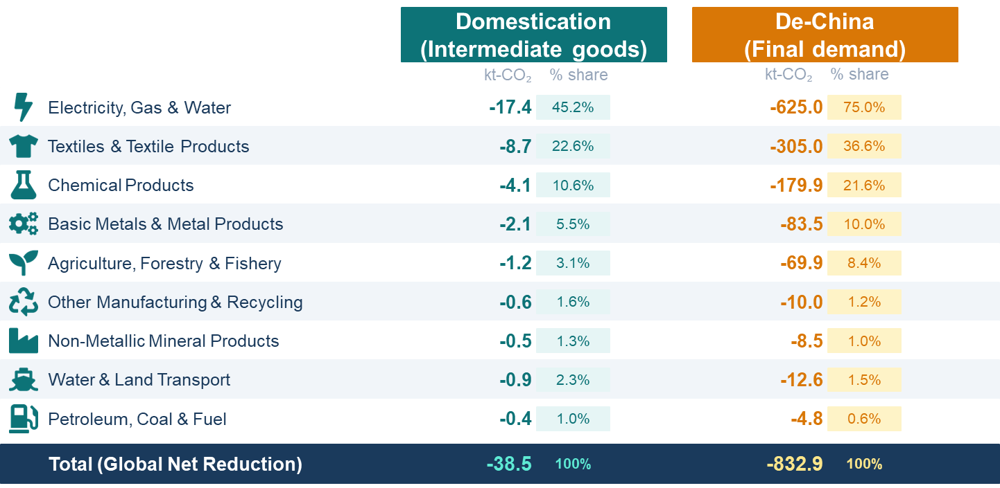 Domestication
(Intermediate goods)
De-China
(Final demand)
kt-CO₂ % share kt-CO₂ % share
Electricity, Gas & Water -17.4 45.2% -625.0 75.0%
Textiles & Textile Products -8.7 22.6% -305.0 36.6%
Chemical Products -4.1 10.6% -179.9 21.6%
Basic Metals & Metal Products -2.1 5.5% -83.5 10.0%
Agriculture, Forestry & Fishery -1.2 3.1% -69.9 8.4%
Other Manufacturing & Recycling -0.6 1.6% -10.0 1.2%
Non-Metallic Mineral Products -0.5 1.3% -8.5 1.0%
Water & Land Transport -0.9 2.3% -12.6 1.5%
Petroleum, Coal & Fuel -0.4 1.0% -4.8 0.6%
Total (Global Net Reduction) -38.5 100% -832.9 100%